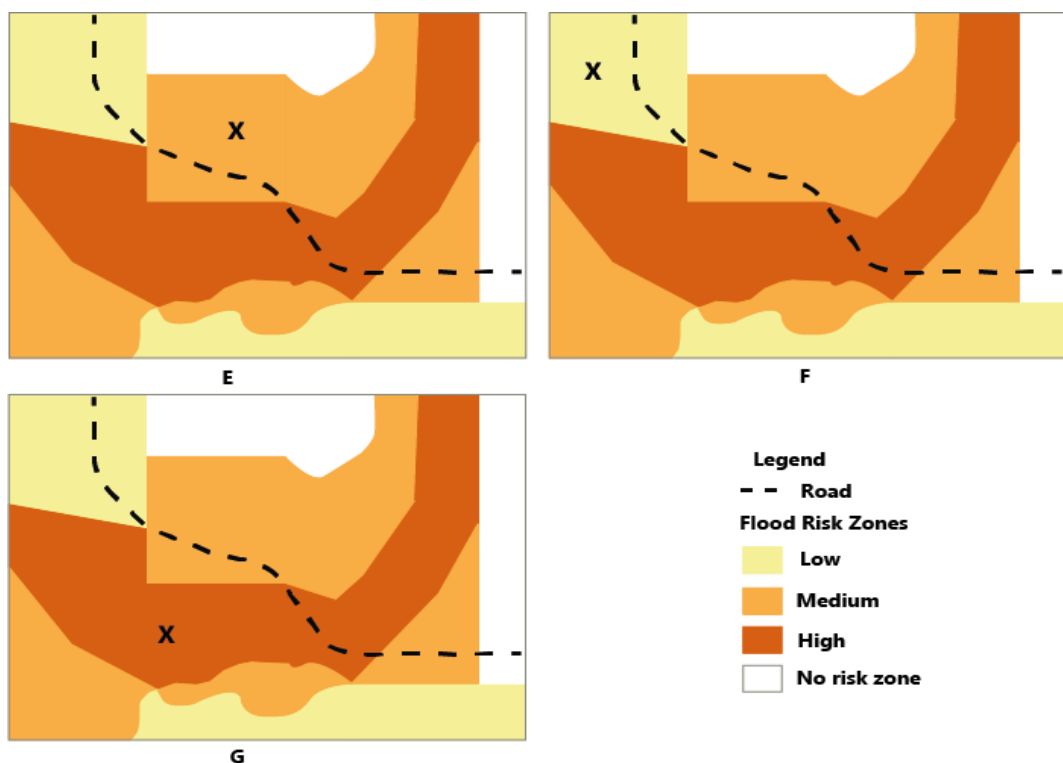 X
E
X
F
X
G
Legend
Road
Flood Risk Zones
Low
Medium
High
No risk zone